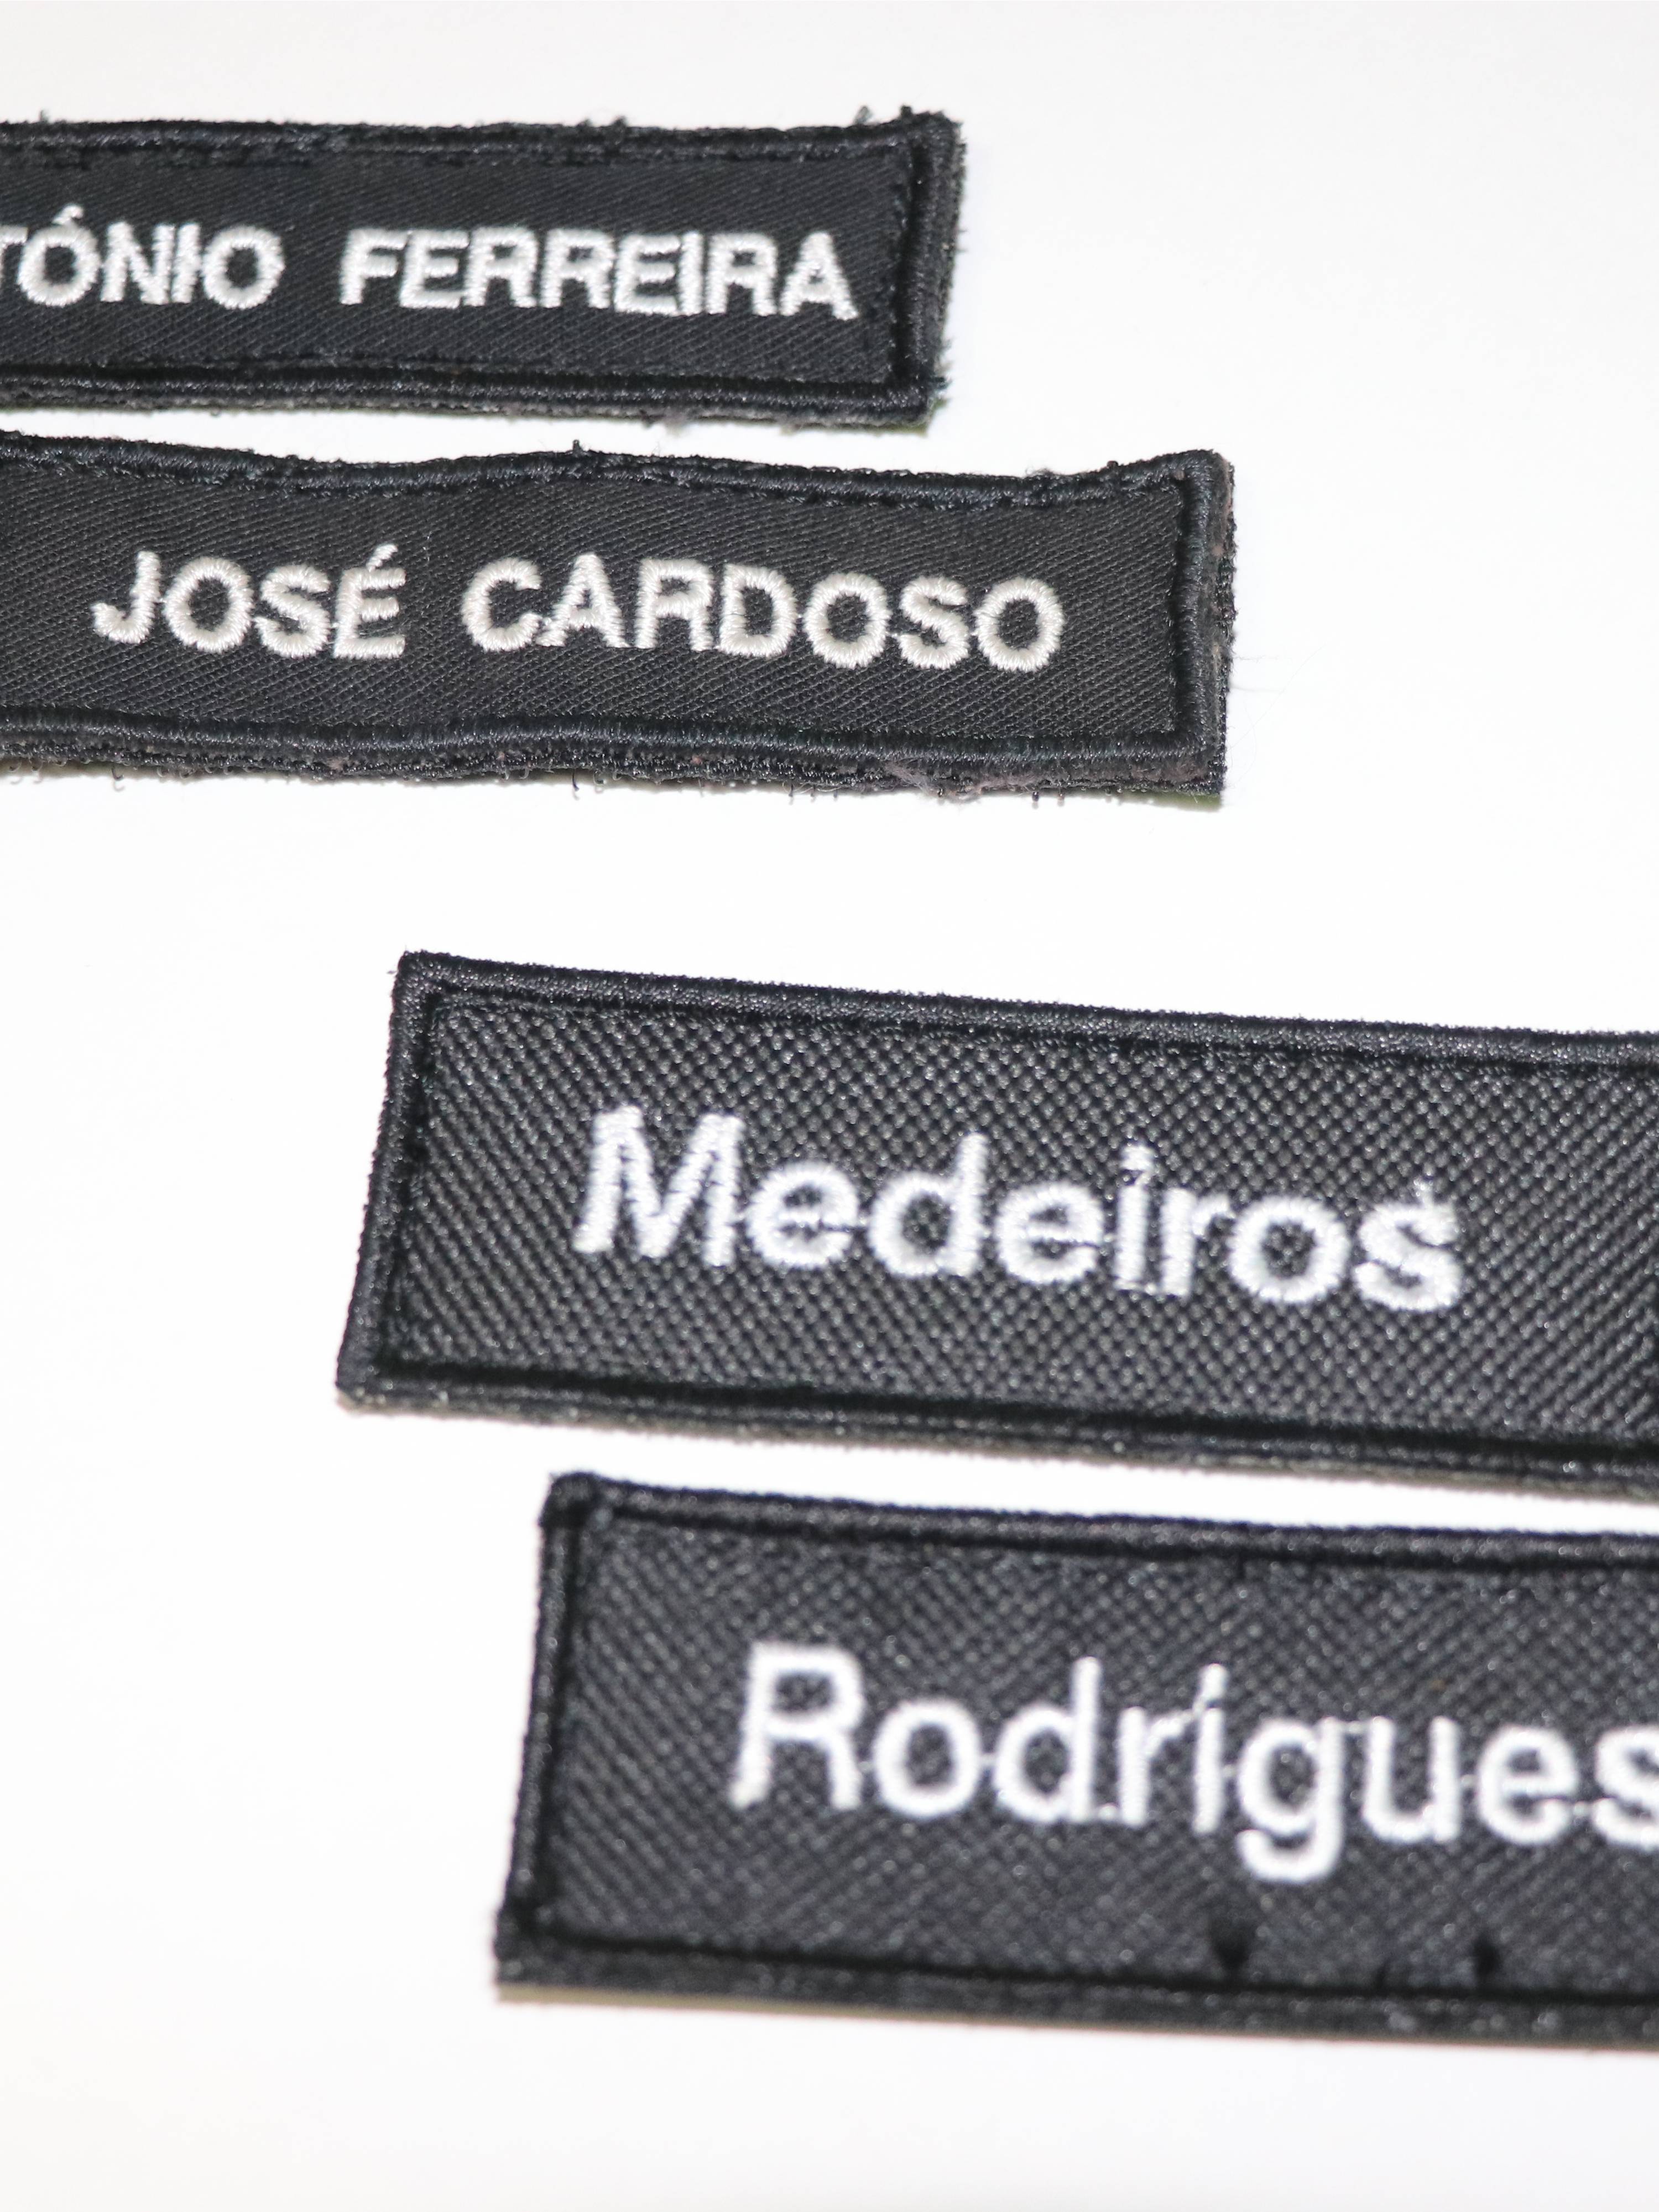 TÓNIO FERREIRA
JOSÉ CARDOSO
Medeiros
Rodrigues